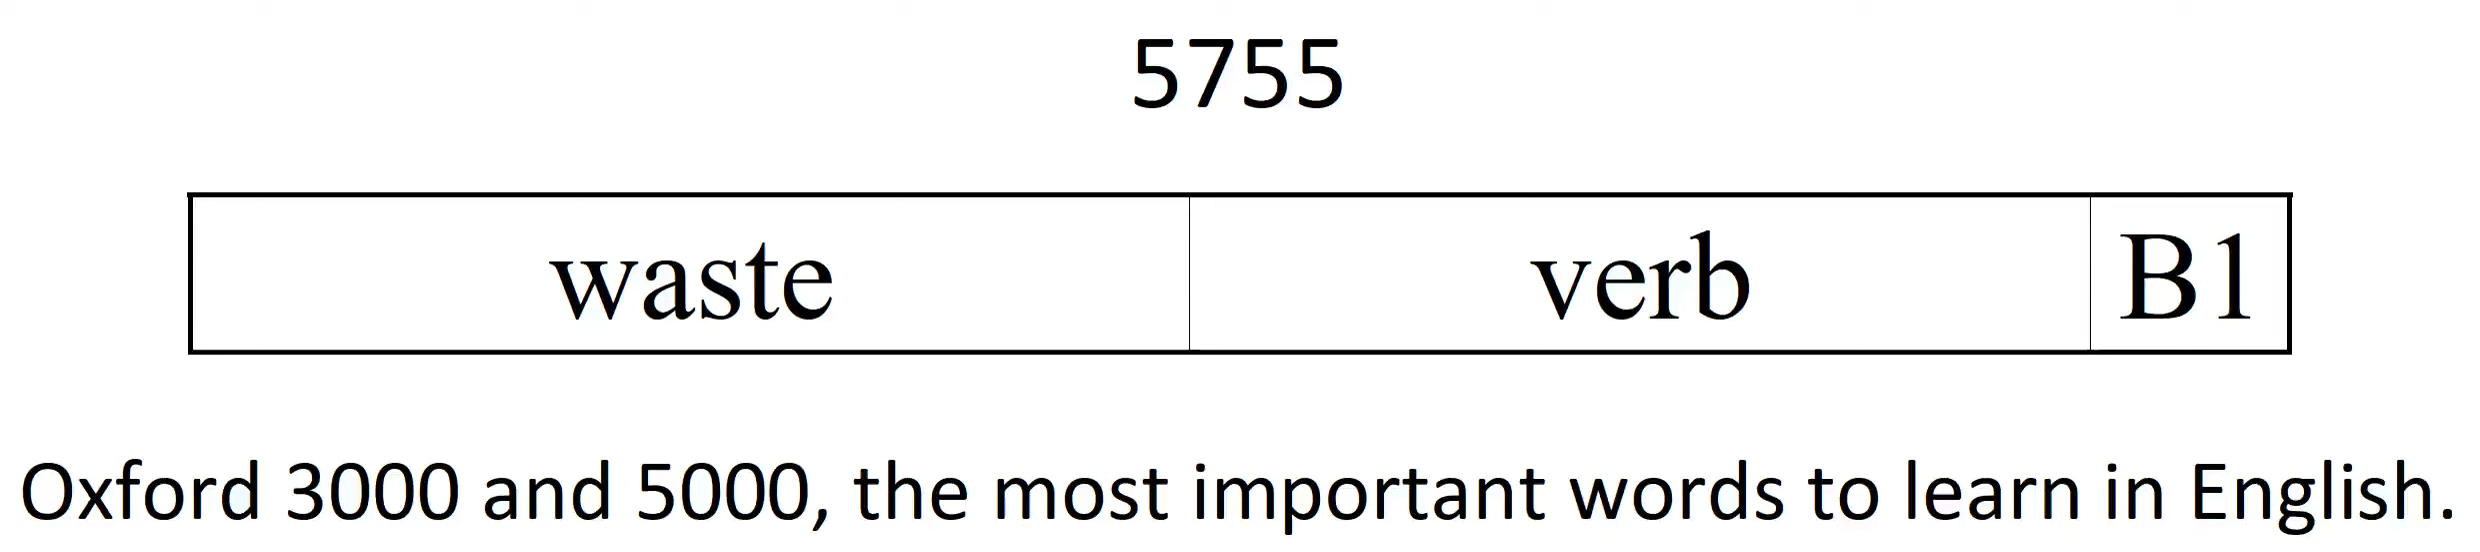 5755
waste verb B1
Oxford 3000 and 5000, the most important words to learn in English.